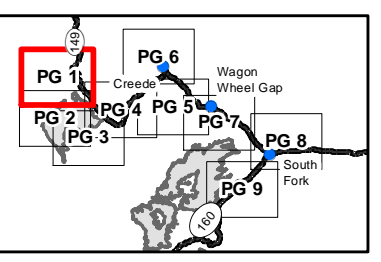 149
PG 6
PG 1
Creede
Wagon
Wheel Gap
PG 2
PG 4
PG 5
PG 7
PG 3
PG 8
South
Fork
PG 9
160